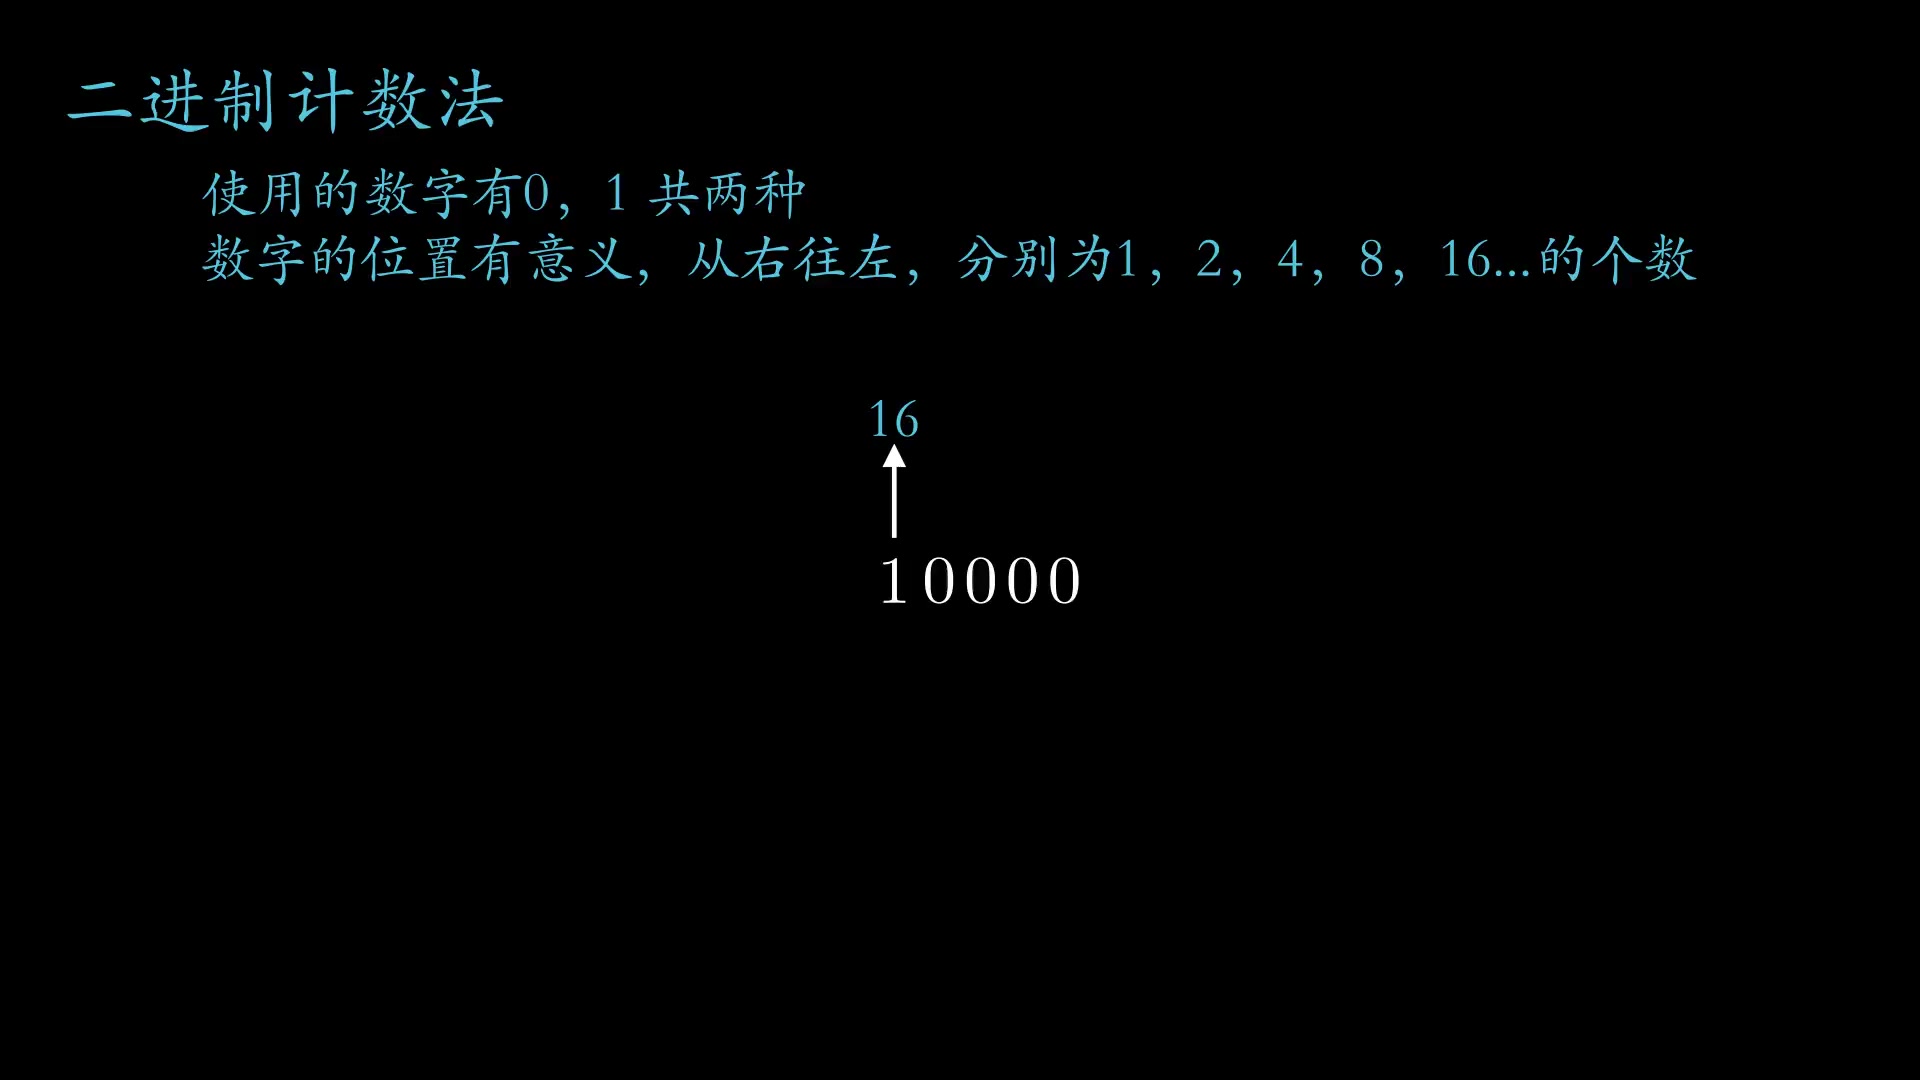 二进制计数法
使用的数字有0，1 共两种
数字的位置有意义，从右往左，分别为1，2，4，8，16...的个数
16
10000